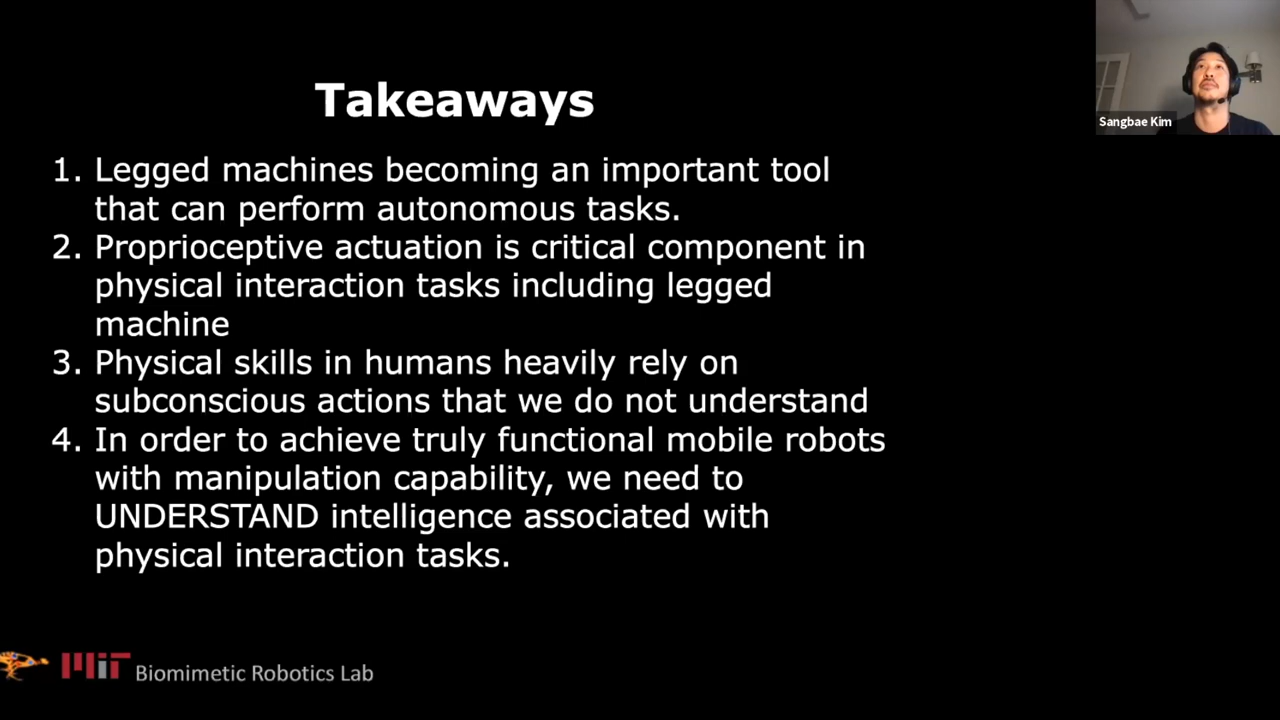 Takeaways
1. Legged machines becoming an important tool
that can perform autonomous tasks.
2. Proprioceptive actuation is critical component in
physical interaction tasks including legged
machine
3. Physical skills in humans heavily rely on
subconscious actions that we do not understand
4. In order to achieve truly functional mobile robots
with manipulation capability, we need to
UNDERSTAND intelligence associated with
physical interaction tasks.
Sangbae Kim
MIT Biomimetic Robotics Lab